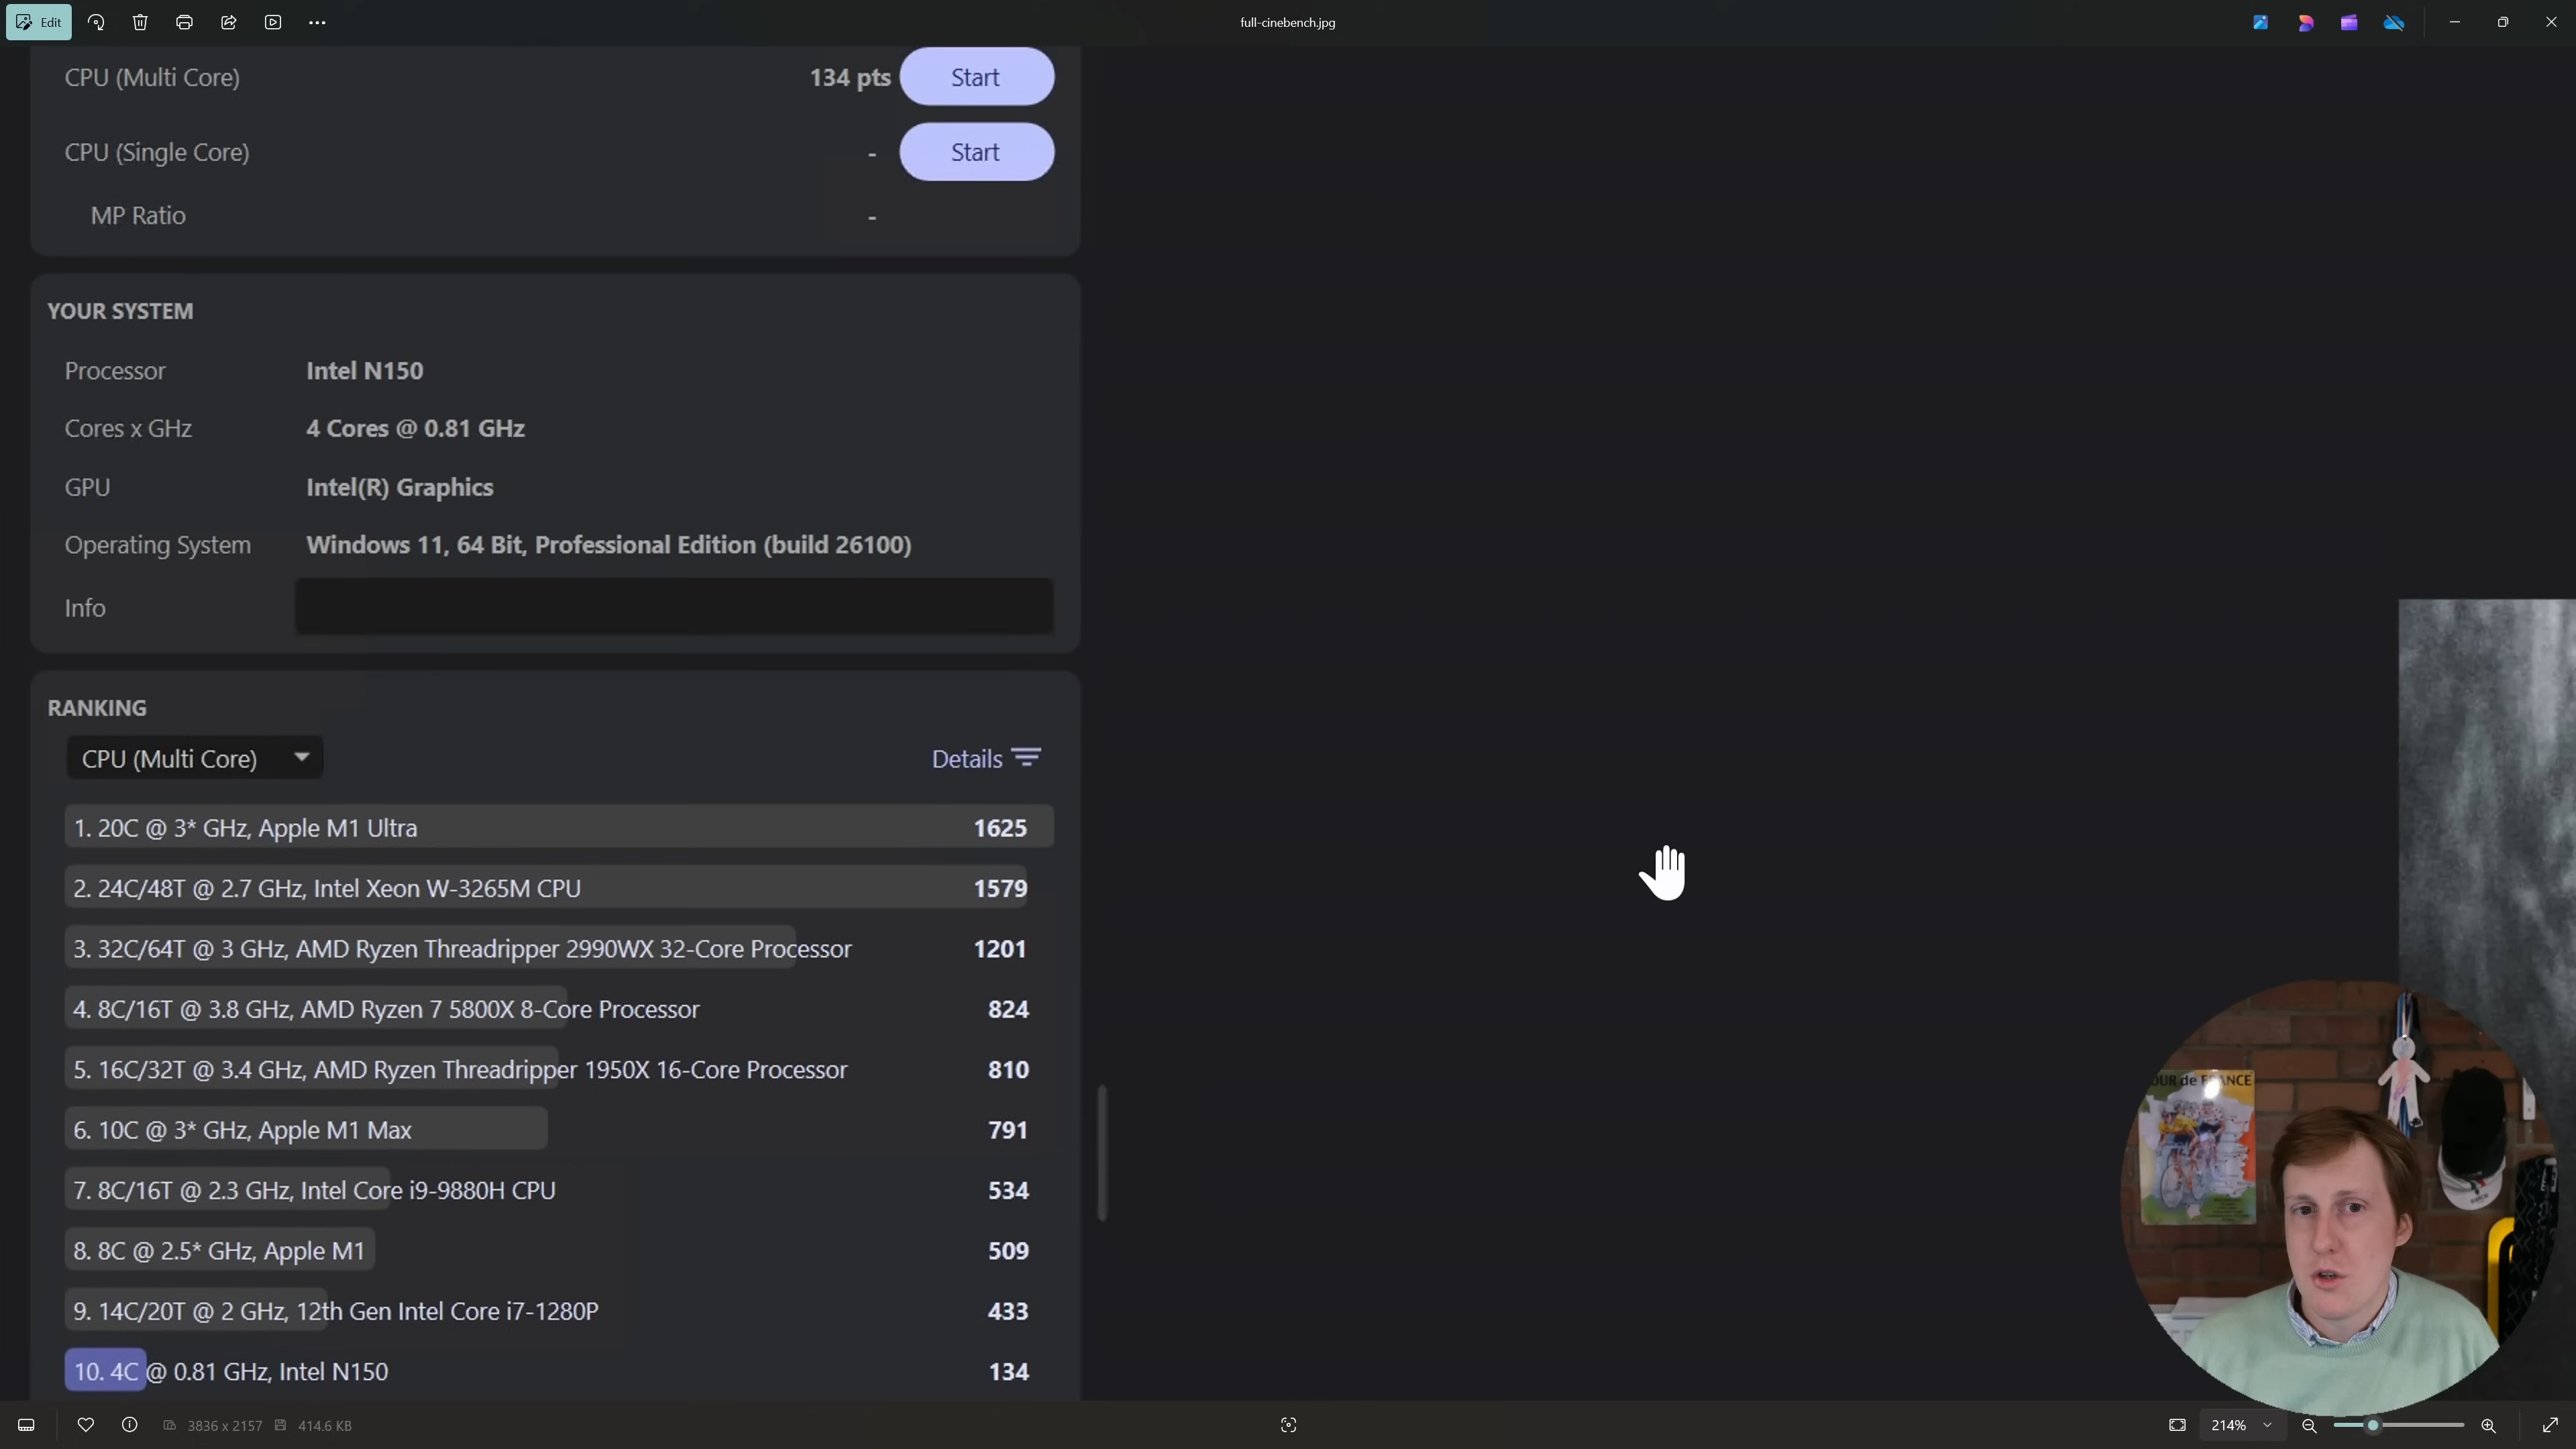 Edit
full-cinebench.jpg
CPU (Multi Core) 134 pts Start
CPU (Single Core) - Start
MP Ratio -
YOUR SYSTEM
Processor Intel N150
Cores x GHz 4 Cores @ 0.81 GHz
GPU Intel(R) Graphics
Operating System Windows 11, 64 Bit, Professional Edition (build 26100)
Info
RANKING
CPU (Multi Core) Details
1. 20C @ 3* GHz, Apple M1 Ultra 1625
2. 24C/48T @ 2.7 GHz, Intel Xeon W-3265M CPU 1579
3. 32C/64T @ 3 GHz, AMD Ryzen Threadripper 2990WX 32-Core Processor 1201
4. 8C/16T @ 3.8 GHz, AMD Ryzen 7 5800X 8-Core Processor 824
5. 16C/32T @ 3.4 GHz, AMD Ryzen Threadripper 1950X 16-Core Processor 810
6. 10C @ 3* GHz, Apple M1 Max 791
7. 8C/16T @ 2.3 GHz, Intel Core i9-9880H CPU 534
8. 8C @ 2.5* GHz, Apple M1 509
9. 14C/20T @ 2 GHz, 12th Gen Intel Core i7-1280P 433
10. 4C @ 0.81 GHz, Intel N150 134
OUR de F
NCE
3836 x 2157 414.6 KB
214%